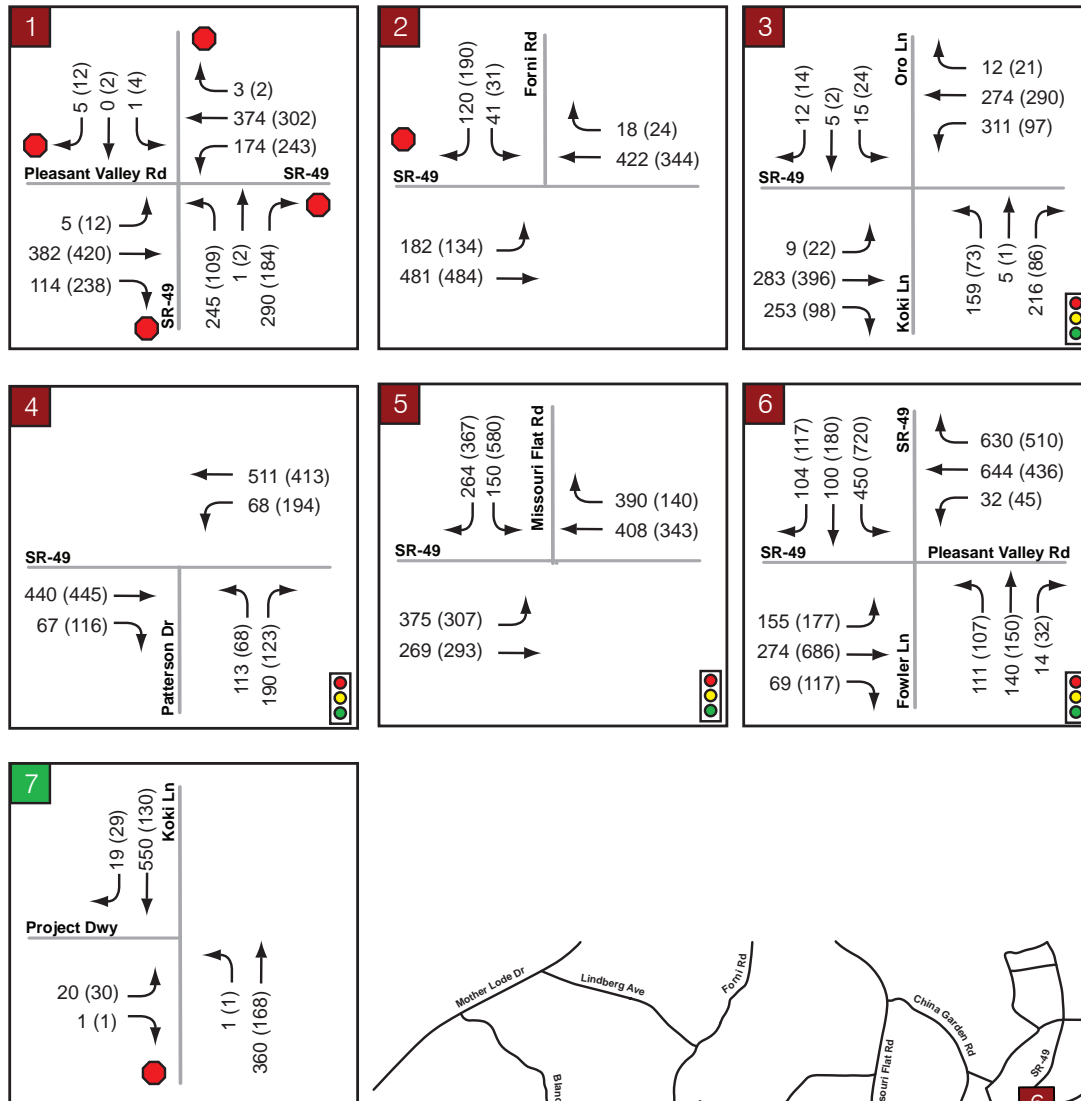 1
5 (12)
0 (2)
1 (4)
3 (2)
374 (302)
174 (243)
Pleasant Valley Rd
SR-49
5 (12)
382 (420)
114 (238)
SR-49
245 (109)
1 (2)
290 (184)
2
120 (190)
41 (31)
Forni Rd
18 (24)
422 (344)
SR-49
182 (134)
481 (484)
3
12 (14)
5 (2)
15 (24)
Oro Ln
12 (21)
274 (290)
311 (97)
SR-49
9 (22)
283 (396)
253 (98)
Koki Ln
159 (73)
5 (1)
216 (86)
4
511 (413)
68 (194)
SR-49
440 (445)
67 (116)
Patterson Dr
113 (68)
190 (123)
5
264 (367)
150 (580)
Missouri Flat Rd
390 (140)
408 (343)
SR-49
375 (307)
269 (293)
6
104 (117)
100 (180)
450 (720)
SR-49
630 (510)
644 (436)
32 (45)
SR-49
Pleasant Valley Rd
155 (177)
274 (686)
69 (117)
Fowler Ln
111 (107)
140 (150)
14 (32)
7
19 (29)
550 (130)
Koki Ln
Project Dwy
20 (30)
1 (1)
1 (1)
360 (168)
Mother Lode Dr
Lindberg Ave
Forni Rd
China Garden Rd
SR-49
Flat Rd
6